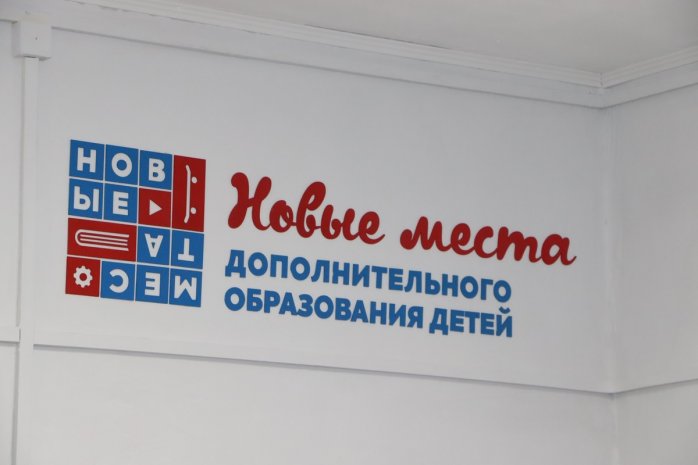 НОВ
ЫЕ
ТА
МЕС
Новые места
ДОПОЛНИТЕЛЬНОГО
ОБРАЗОВАНИЯ ДЕТЕЙ